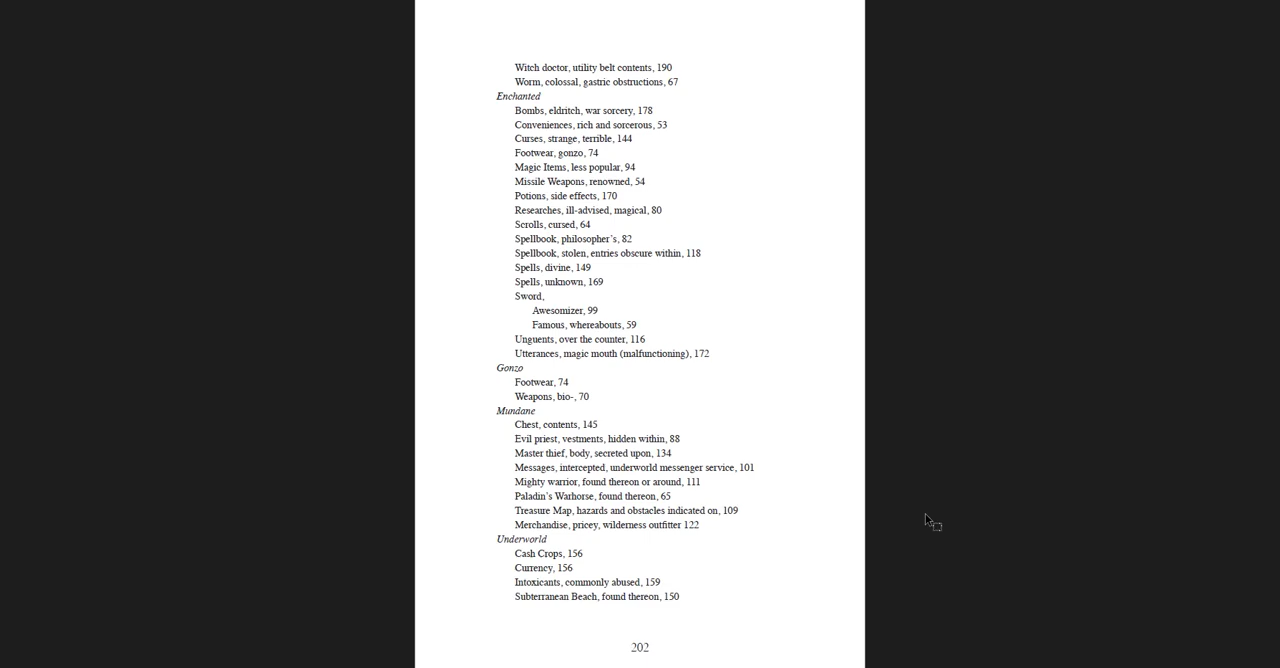 Witch doctor, utility belt contents, 190
Worm, colossal, gastric obstructions, 67
Enchanted
Bombs, eldritch, war sorcery, 178
Conveniences, rich and sorcerous, 53
Curses, strange, terrible, 144
Footwear, gonzo, 74
Magic Items, less popular, 94
Missile Weapons, renowned, 54
Potions, side effects, 170
Researches, ill-advised, magical, 80
Scrolls, cursed, 64
Spellbook, philosopher’s, 82
Spellbook, stolen, entries obscure within, 118
Spells, divine, 149
Spells, unknown, 169
Sword,
Awesomizer, 99
Famous, whereabouts, 59
Unguents, over the counter, 116
Utterances, magic mouth (malfunctioning), 172
Gonzo
Footwear, 74
Weapons, bio-, 70
Mundane
Chest, contents, 145
Evil priest, vestments, hidden within, 88
Master thief, body, secreted upon, 134
Messages, intercepted, underworld messenger service, 101
Mighty warrior, found thereon or around, 111
Paladin’s Warhorse, found thereon, 65
Treasure Map, hazards and obstacles indicated on, 109
Merchandise, pricey, wilderness outfitter 122
Underworld
Cash Crops, 156
Currency, 156
Intoxicants, commonly abused, 159
Subterranean Beach, found thereon, 150
202